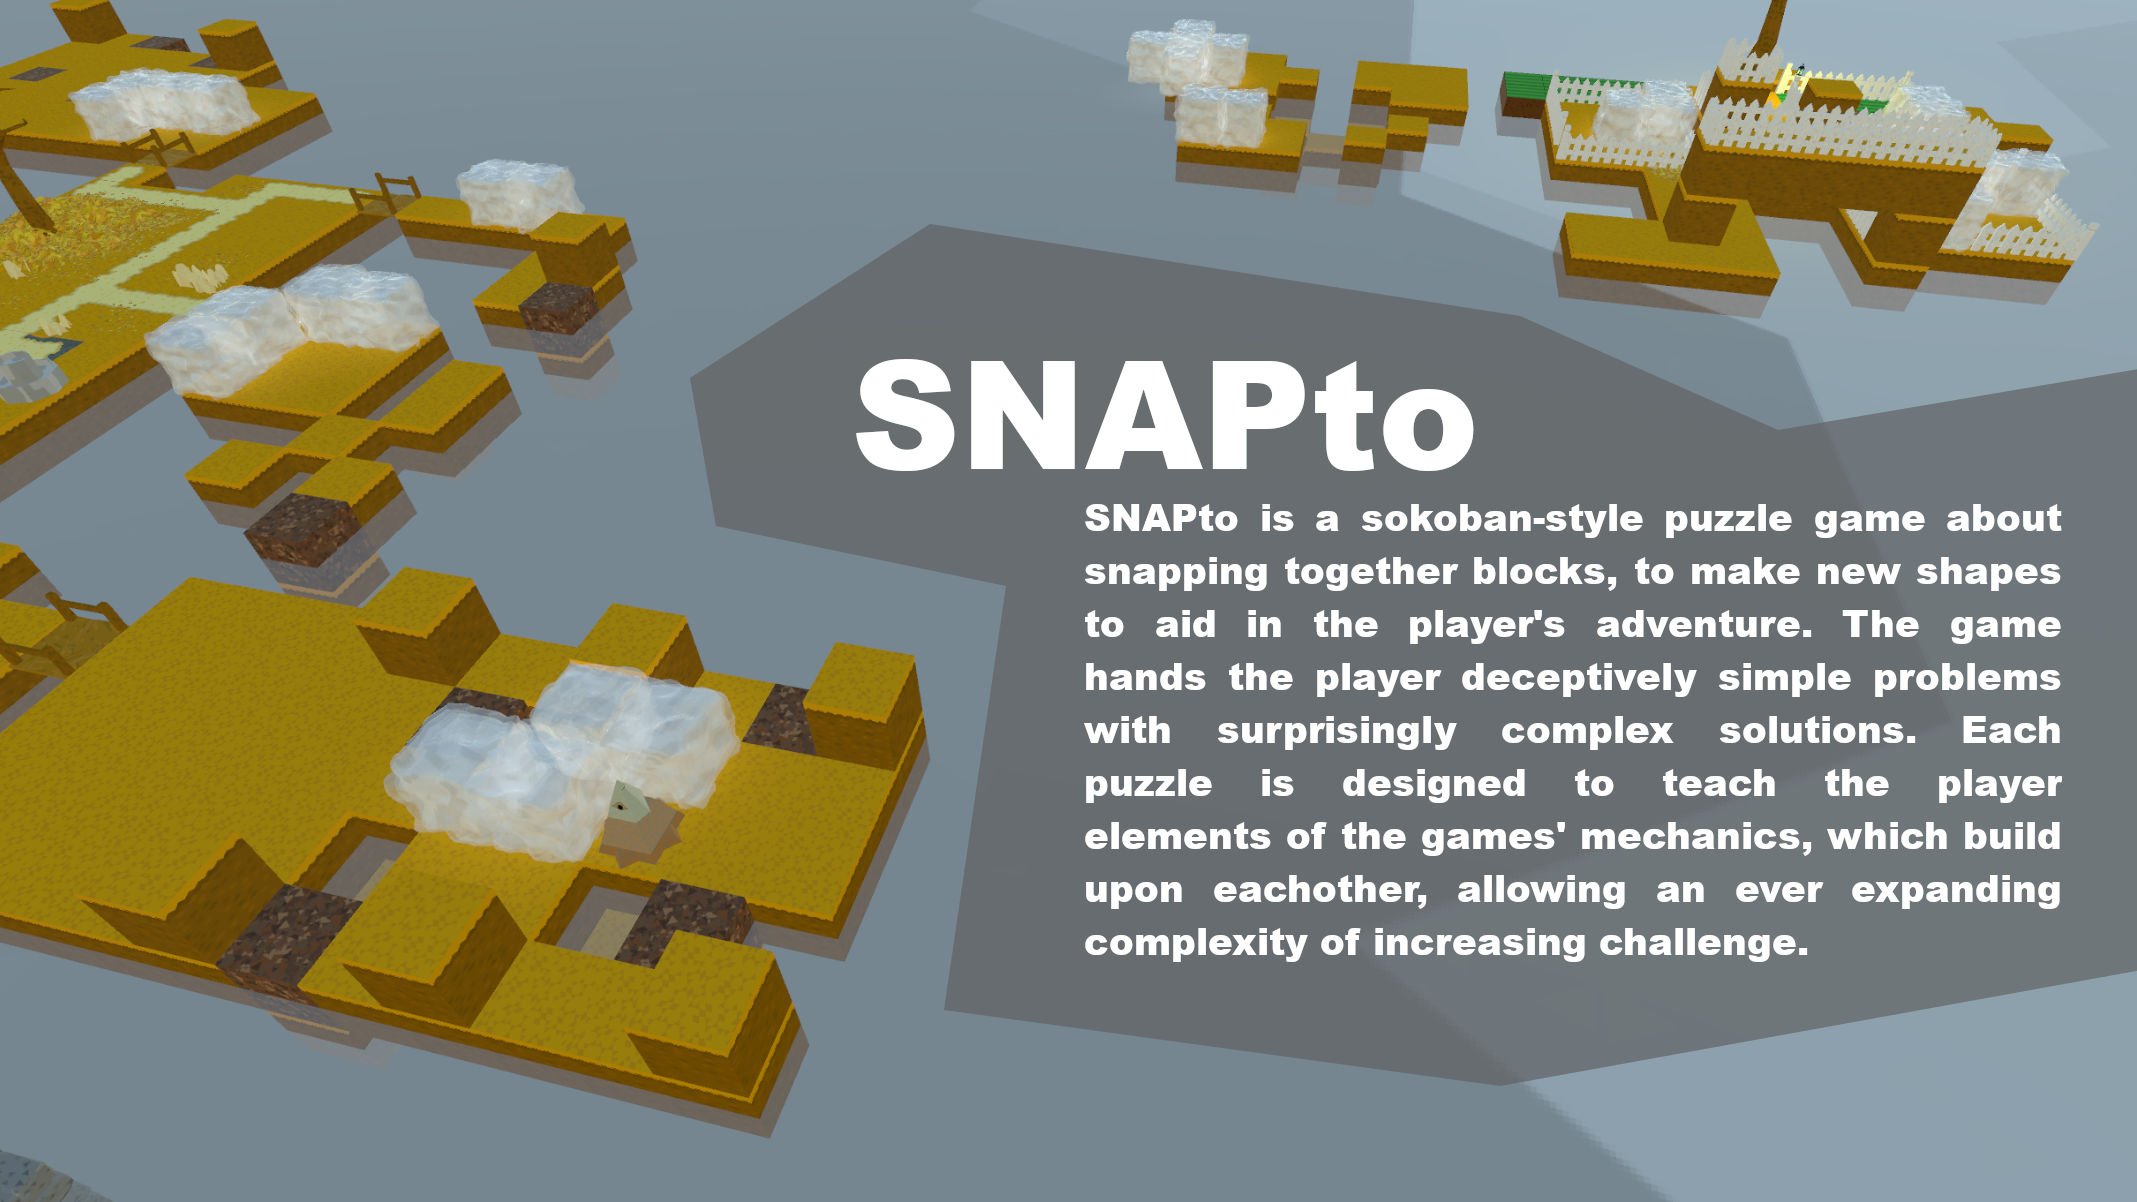 SNAPto
SNAPto is a sokoban-style puzzle game about
snapping together blocks, to make new shapes
to aid in the player's adventure. The game
hands the player deceptively simple problems
with surprisingly complex solutions. Each
puzzle is designed to teach the player
elements of the games' mechanics, which build
upon eachother, allowing an ever expanding
complexity of increasing challenge.